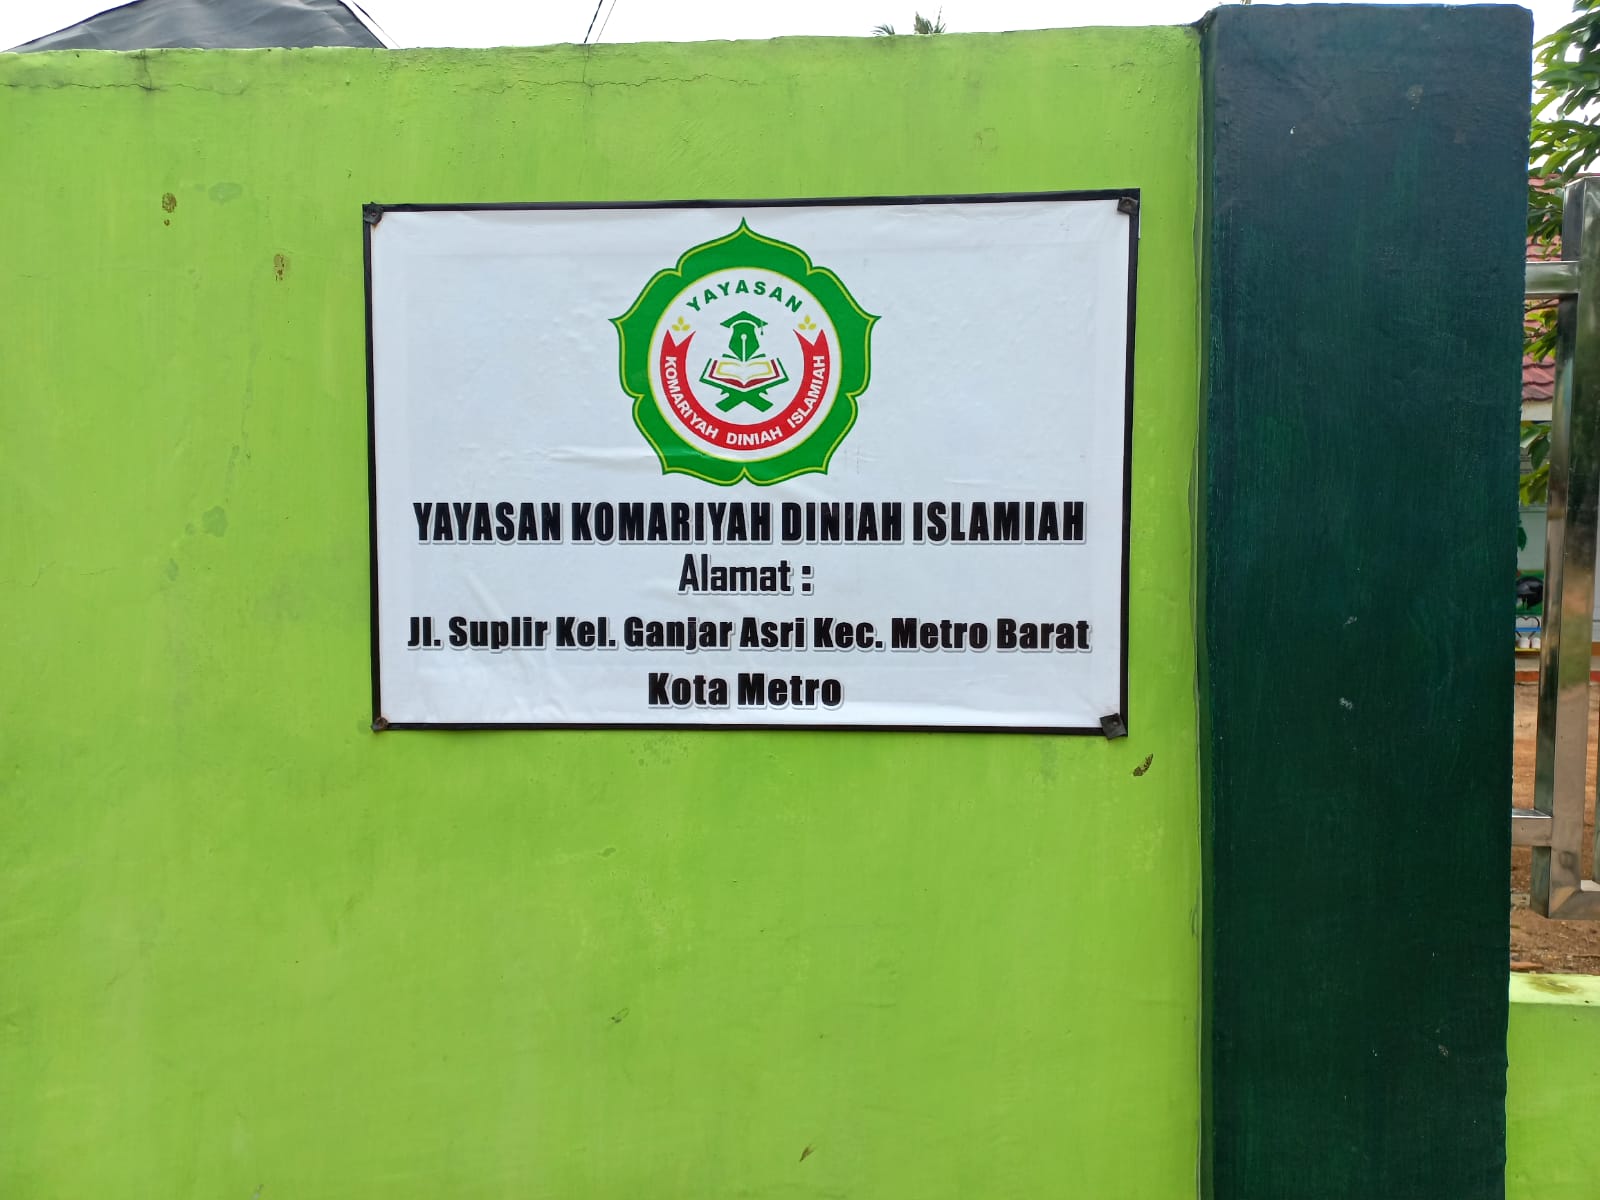 YAYASAN
KOMARIYAH DINIAH ISLAMIAH
YAYASAN KOMARIYAH DINIAH ISLAMIAH
Alamat :
Jl. Suplir Kel. Ganjar Asri Kec. Metro Barat
Kota Metro